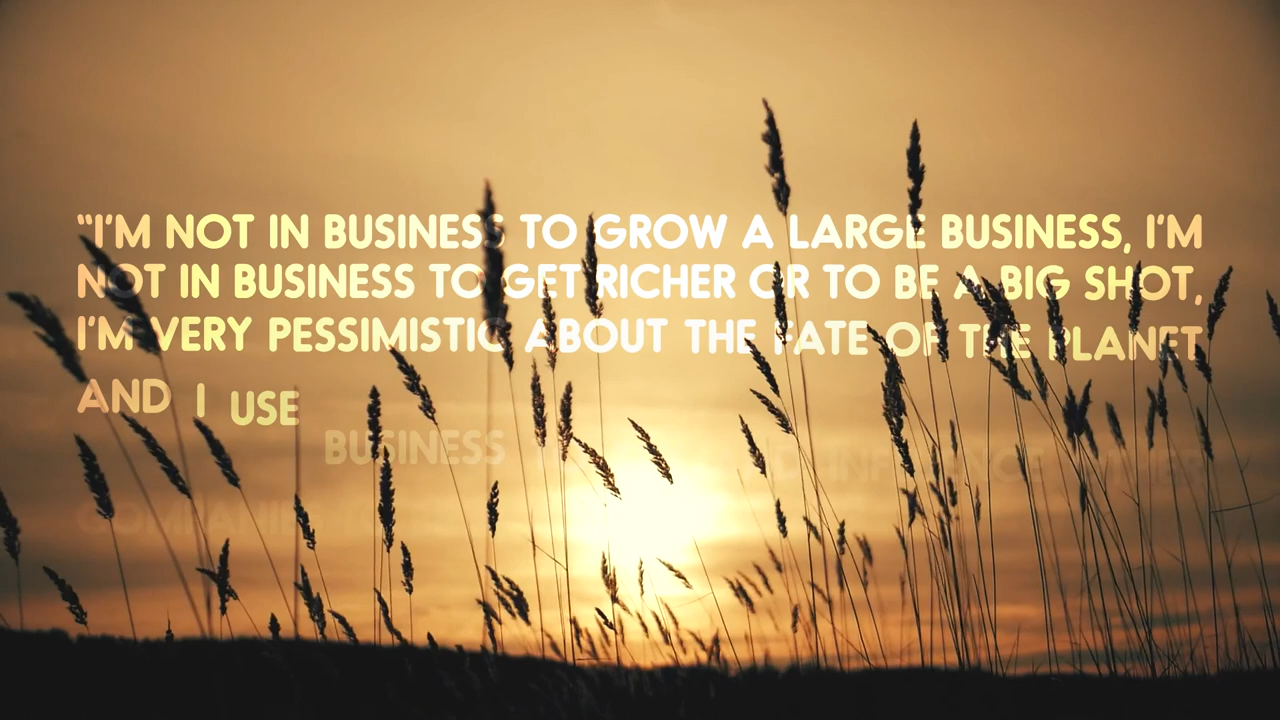 “I'M NOT IN BUSINESS TO GROW A LARGE BUSINESS, I'M
NOT IN BUSINESS TO GET RICHER OR TO BE A BIG SHOT,
I'M VERY PESSIMISTIC ABOUT THE FATE OF THE PLANET
AND I USE
BUSINESS